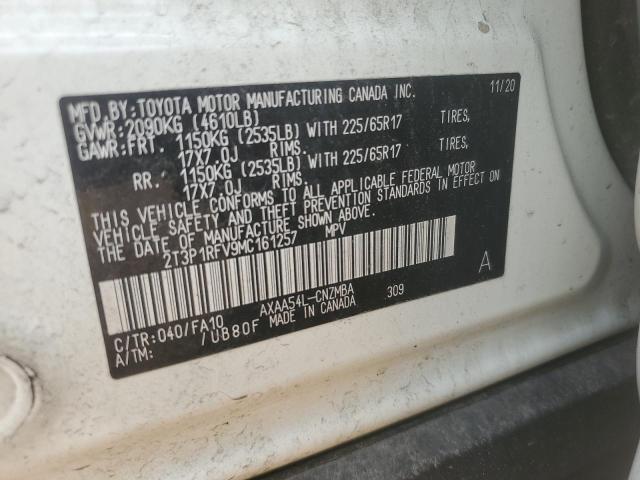 MFD. BY: TOYOTA MOTOR MANUFACTURING CANADA INC. 11/20
GVWR: 2090KG (4610LB)
GAWR: FRT. 1150KG (2535LB) WITH 225/65R17 TIRES,
17X7.0J RIMS.
RR. 1150KG (2535LB) WITH 225/65R17 TIRES,
17X7.0J RIMS.
THIS VEHICLE CONFORMS TO ALL APPLICABLE FEDERAL MOTOR
VEHICLE SAFETY AND THEFT PREVENTION STANDARDS IN EFFECT ON
THE DATE OF MANUFACTURE SHOWN ABOVE.
2T3P1RFV9MC161257 MPV
A
C/TR: 040/FA10 AXAA54L-CNZMBA 309
A/TM: /UB80F MADE IN CANADA